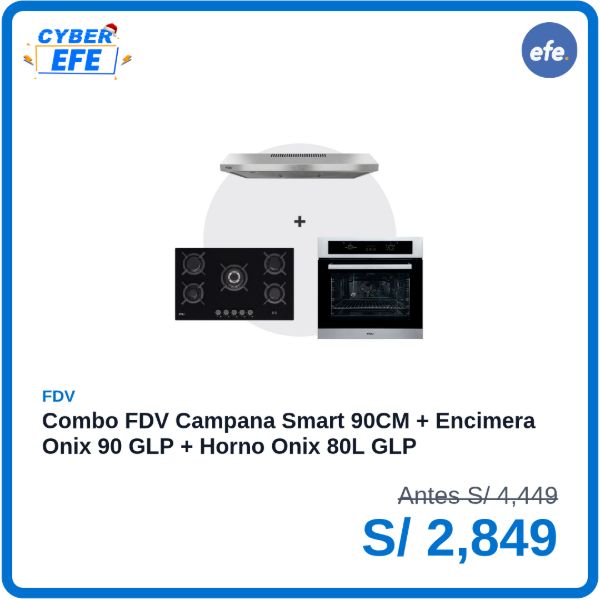 CYBER
EFE
efe.
+
FDV
Combo FDV Campana Smart 90CM + Encimera
Onix 90 GLP + Horno Onix 80L GLP
Antes S/ 4,449
S/ 2,849